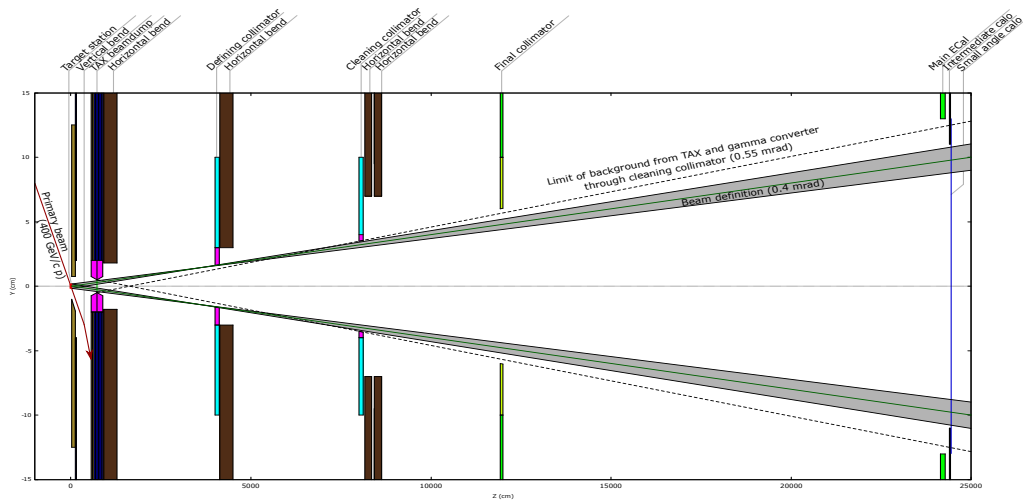 Target station
Vertical bend
TAX beamdump
Horizontal bend
Defining collimator
Horizontal bend
Cleaning collimator
Horizontal bend
Horizontal bend
Final collimator
Main ECal
Intermediate calo
Small angle calo
15
10
5
0
-5
-10
-15
Y (cm)
Primary beam
(400 GeV/c p)
Limit of background from TAX and gamma converter
through cleaning collimator (0.55 mrad)
Beam definition (0.4 mrad)
0
5000
10000
15000
20000
25000
Z (cm)